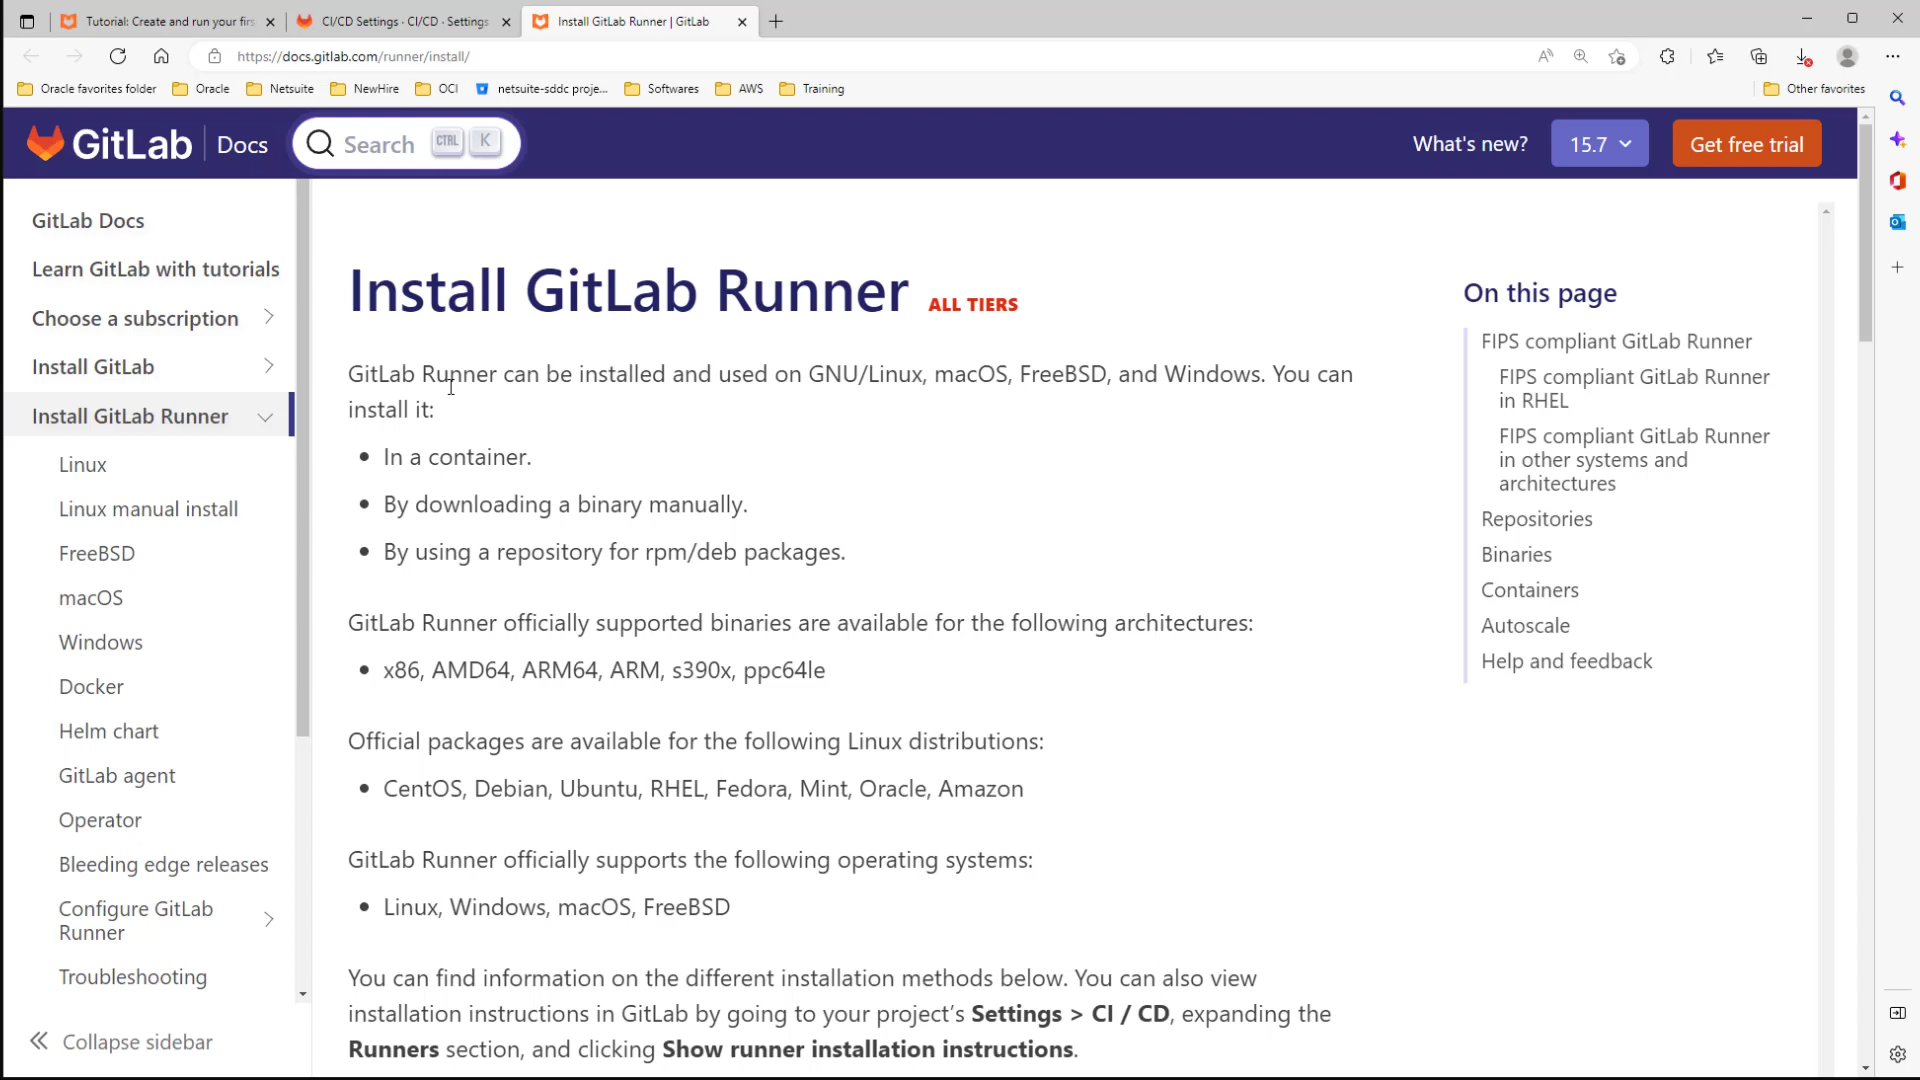 Tutorial: Create and run your firs
CI/CD Settings · CI/CD · Settings
Install GitLab Runner | GitLab
https://docs.gitlab.com/runner/install/
Oracle favorites folder
Oracle
Netsuite
NewHire
OCI
netsuite-sddc proje...
Softwares
AWS
Training
Other favorites
GitLab Docs
Search CTRL K
What's new?
15.7
Get free trial
GitLab Docs
Learn GitLab with tutorials
Choose a subscription
Install GitLab
Install GitLab Runner
Linux
Linux manual install
FreeBSD
macOS
Windows
Docker
Helm chart
GitLab agent
Operator
Bleeding edge releases
Configure GitLab
Runner
Troubleshooting
Collapse sidebar
Install GitLab Runner ALL TIERS
GitLab Runner can be installed and used on GNU/Linux, macOS, FreeBSD, and Windows. You can
install it:
• In a container.
• By downloading a binary manually.
• By using a repository for rpm/deb packages.
GitLab Runner officially supported binaries are available for the following architectures:
• x86, AMD64, ARM64, ARM, s390x, ppc64le
Official packages are available for the following Linux distributions:
• CentOS, Debian, Ubuntu, RHEL, Fedora, Mint, Oracle, Amazon
GitLab Runner officially supports the following operating systems:
• Linux, Windows, macOS, FreeBSD
You can find information on the different installation methods below. You can also view
installation instructions in GitLab by going to your project's Settings > CI / CD, expanding the
Runners section, and clicking Show runner installation instructions.
On this page
FIPS compliant GitLab Runner
FIPS compliant GitLab Runner
in RHEL
FIPS compliant GitLab Runner
in other systems and
architectures
Repositories
Binaries
Containers
Autoscale
Help and feedback